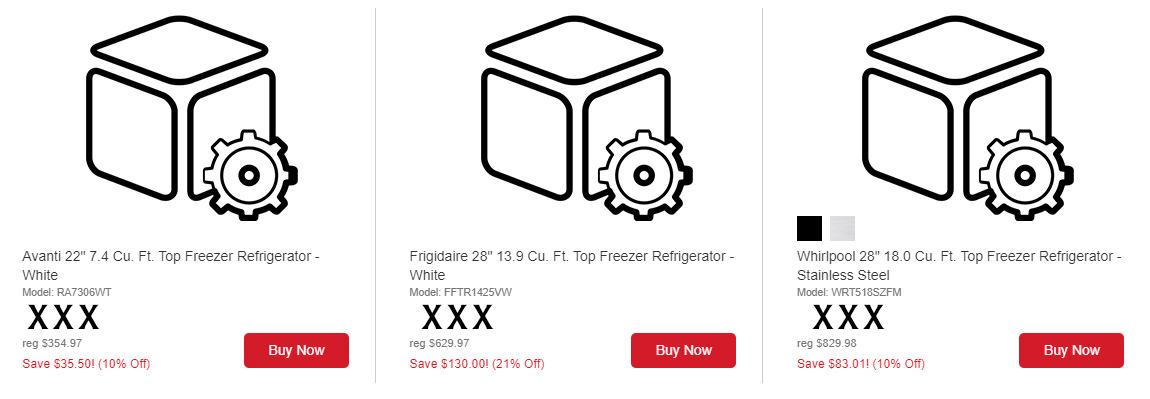 Avanti 22" 7.4 Cu. Ft. Top Freezer Refrigerator -
White
Model: RA7306WT
XXX
reg $354.97
Save $35.50! (10% Off)
Buy Now
Frigidaire 28" 13.9 Cu. Ft. Top Freezer Refrigerator -
White
Model: FFTR1425VW
XXX
reg $629.97
Save $130.00! (21% Off)
Buy Now
Whirlpool 28" 18.0 Cu. Ft. Top Freezer Refrigerator -
Stainless Steel
Model: WRT518SZFM
XXX
reg $829.98
Save $83.01! (10% Off)
Buy Now